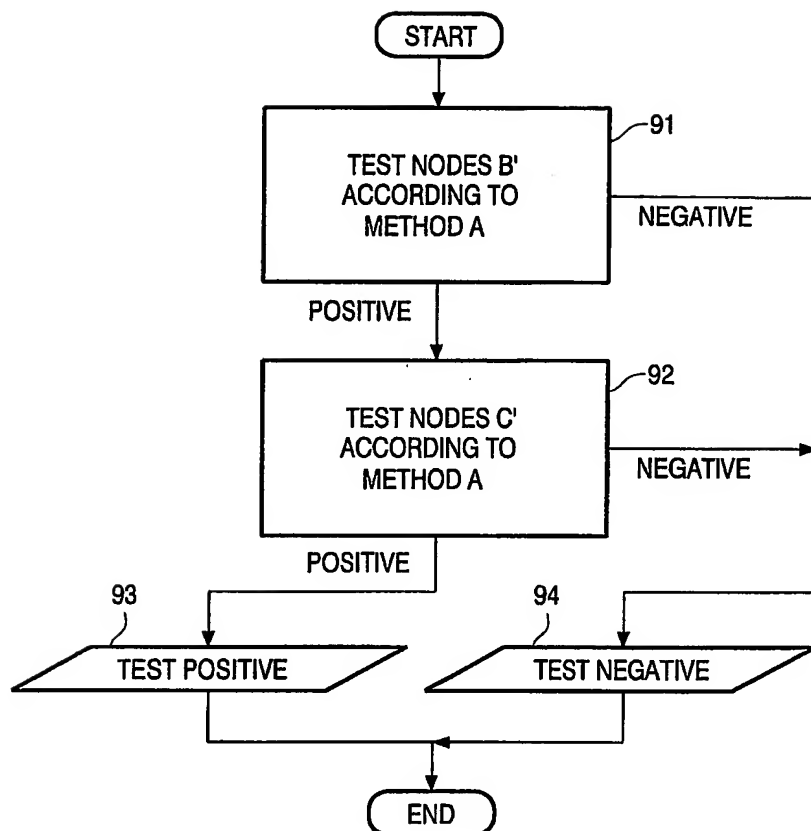 START
91
TEST NODES B'
ACCORDING TO
METHOD A
NEGATIVE
POSITIVE
92
TEST NODES C'
ACCORDING TO
METHOD A
NEGATIVE
POSITIVE
93
94
TEST POSITIVE
TEST NEGATIVE
END